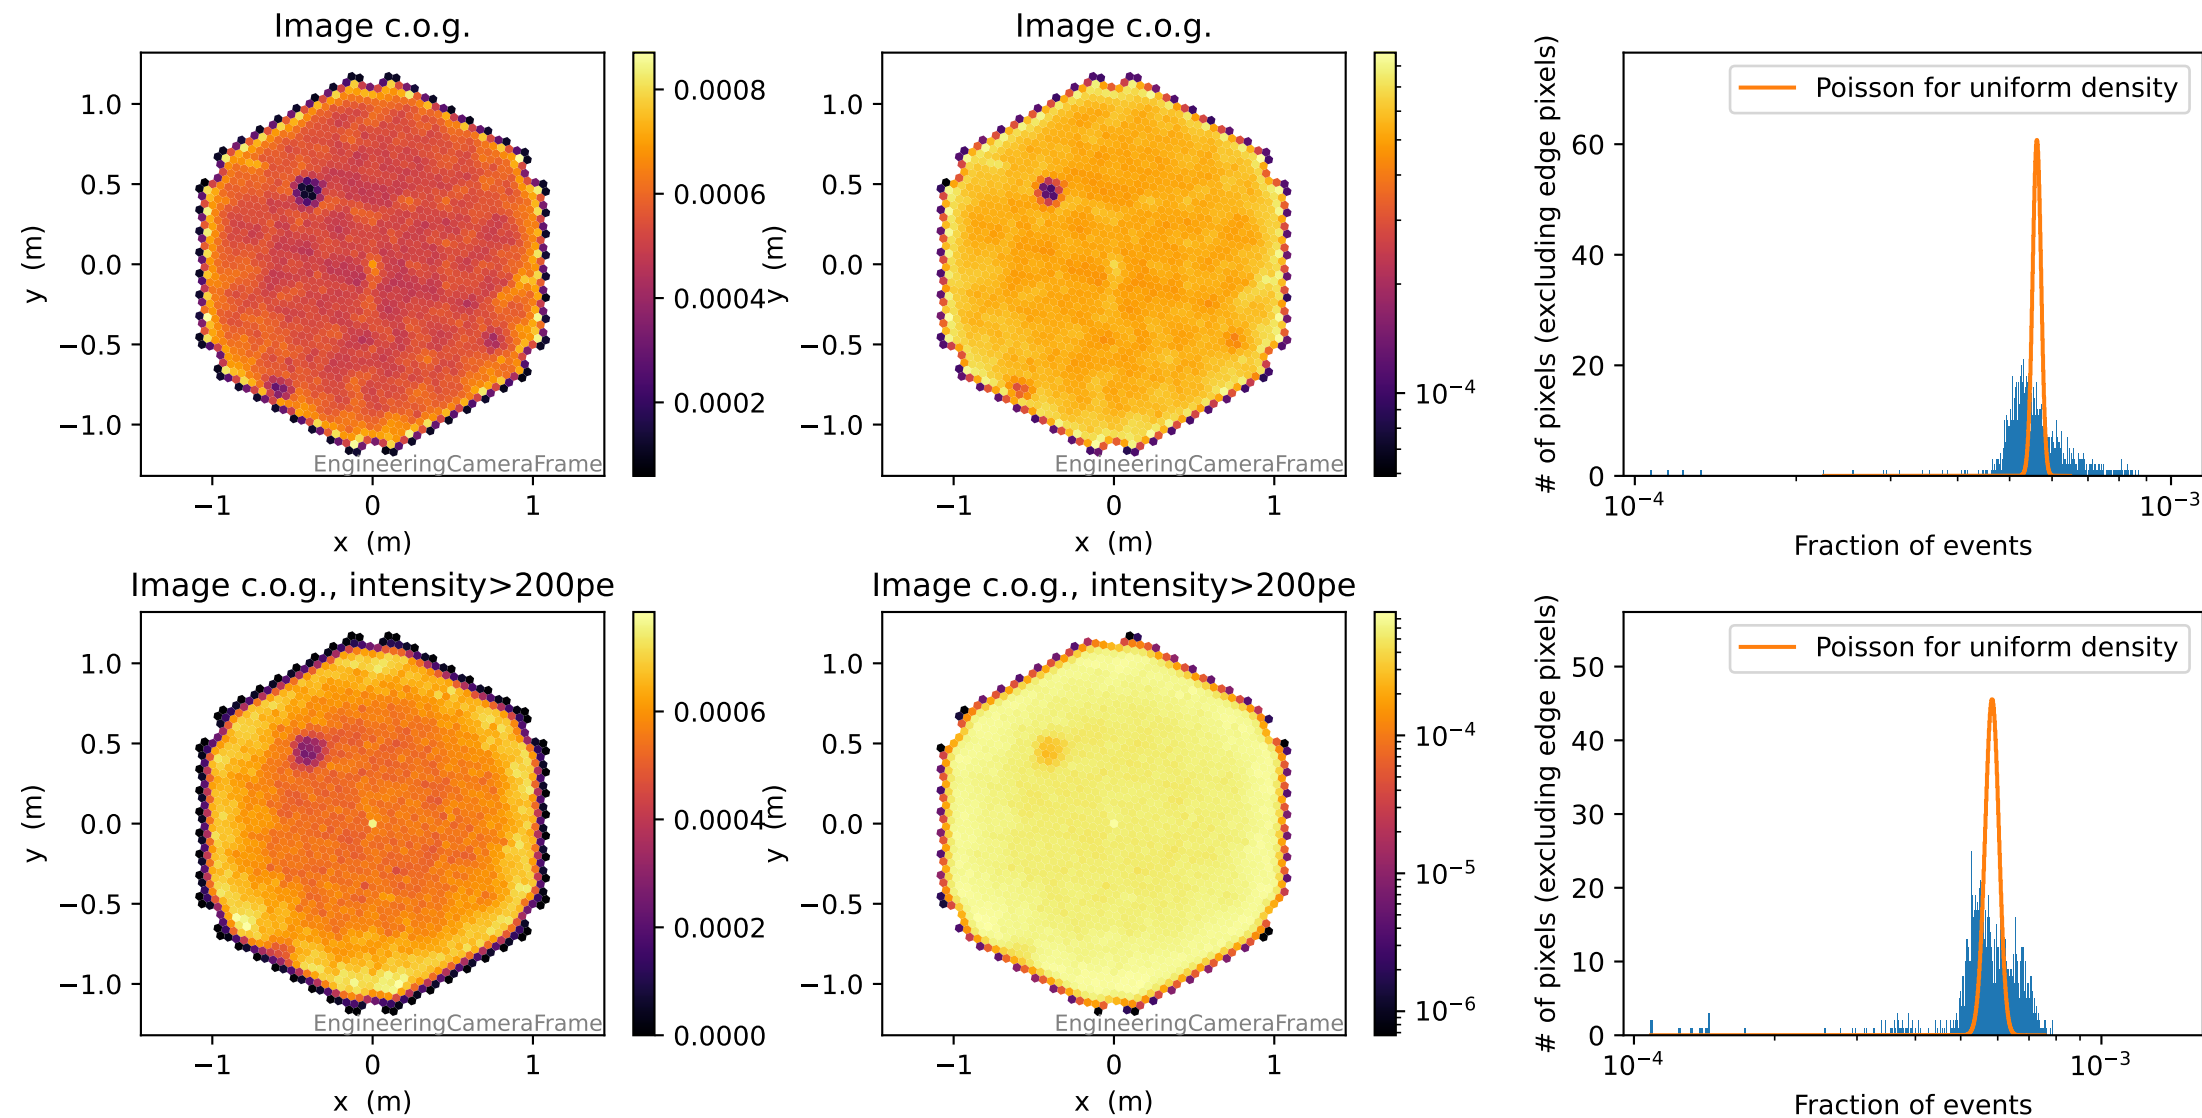 Image c.o.g.
1.0
0.5
0.0
−0.5
−1.0
y (m)
−1
0
1
x (m)
EngineeringCameraFrame
0.0008
0.0006
0.0004
0.0002
Image c.o.g.
1.0
0.5
0.0
−0.5
−1.0
y (m)
−1
0
1
x (m)
EngineeringCameraFrame
10⁻⁴
# of pixels (excluding edge pixels)
60
40
20
0
Poisson for uniform density
10⁻⁴
10⁻³
Fraction of events
Image c.o.g., intensity>200pe
1.0
0.5
0.0
−0.5
−1.0
y (m)
−1
0
1
x (m)
EngineeringCameraFrame
0.0006
0.0004
0.0002
0.0000
Image c.o.g., intensity>200pe
1.0
0.5
0.0
−0.5
−1.0
y (m)
−1
0
1
x (m)
EngineeringCameraFrame
10⁻⁴
10⁻⁵
10⁻⁶
# of pixels (excluding edge pixels)
50
40
30
20
10
0
Poisson for uniform density
10⁻⁴
10⁻³
Fraction of events